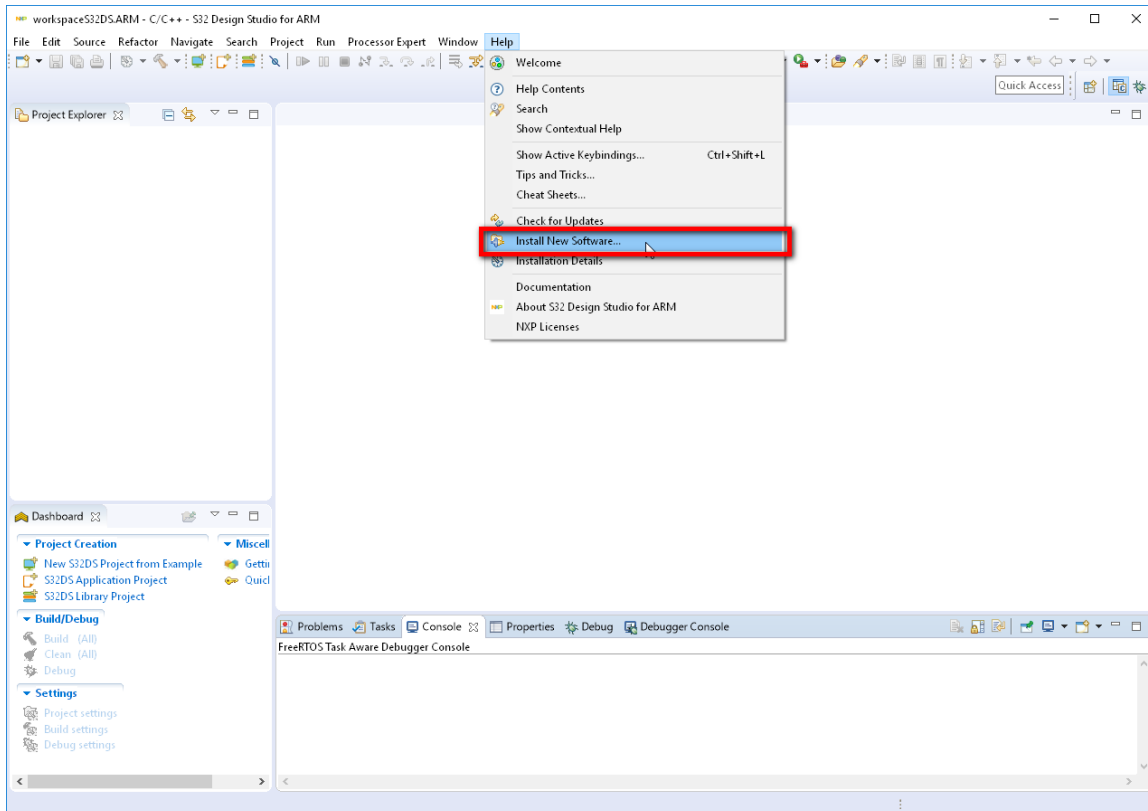 workspaceS32DS.ARM - C/C++ - S32 Design Studio for ARM
File Edit Source Refactor Navigate Search Project Run Processor Expert Window Help
Quick Access
Project Explorer
Welcome
Help Contents
Search
Show Contextual Help
Show Active Keybindings... Ctrl+Shift+L
Tips and Tricks...
Cheat Sheets...
Check for Updates
Install New Software...
Installation Details
Documentation
About S32 Design Studio for ARM
NXP Licenses
Dashboard
Project Creation Miscell
New S32DS Project from Example Gettin
S32DS Application Project Quick
S32DS Library Project
Build/Debug
Build (All)
Clean (All)
Debug
Settings
Project settings
Build settings
Debug settings
Problems Tasks Console Properties Debug Debugger Console
FreeRTOS Task Aware Debugger Console